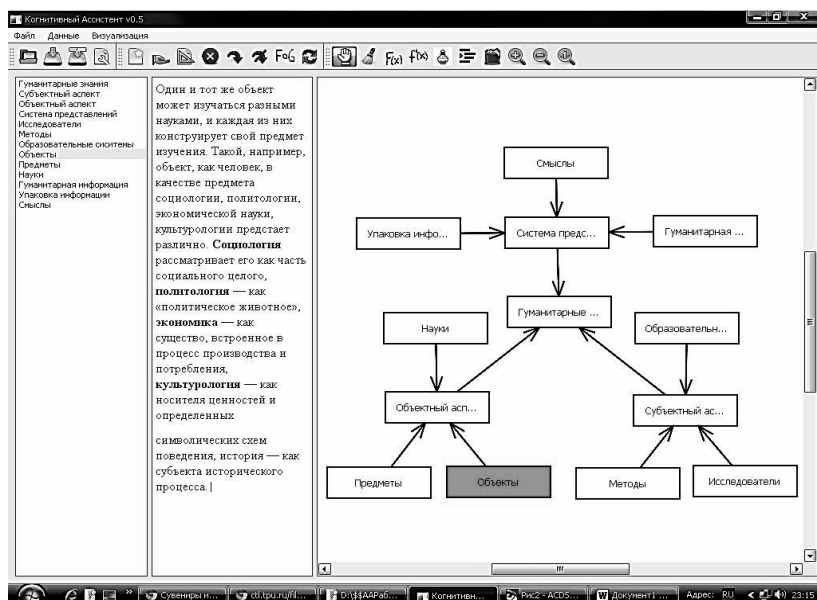 Когнитивный Ассистент v0.5
Файл Данные Визуализация
FoG F(x) f(x)
Гуманитарные знания
Субъектный аспект
Объектный аспект
Система представлений
Исследователи
Методы
Образовательные сиситемы
Объекты
Предметы
Науки
Гуманитарная информация
Упаковка информации
Смыслы
Один и тот же объект
может изучаться разными
науками, и каждая из них
конструирует свой предмет
изучения. Такой, например,
объект, как человек, в
качестве предмета
социологии, политологии,
экономической науки,
культурологии предстает
различно. Социология
рассматривает его как часть
социального целого,
политология — как
«политическое животное»,
экономика — как
существо, встроенное в
процесс производства и
потребления,
культурология — как
носителя ценностей и
определенных
символических схем
поведения, история — как
субъекта исторического
процесса.
Смыслы
Упаковка инфо...
Система предс...
Гуманитарная ...
Гуманитарные ...
Науки
Образовательн...
Объектный асп...
Субъектный ас...
Предметы
Объекты
Методы
Исследователи
Сувениры и...
ctl.tpu.ru/fil...
D:\$$AAРаб...
Когнитивн...
Рис2 - ACDS...
Документ1 ...
Адрес:
RU
23:15